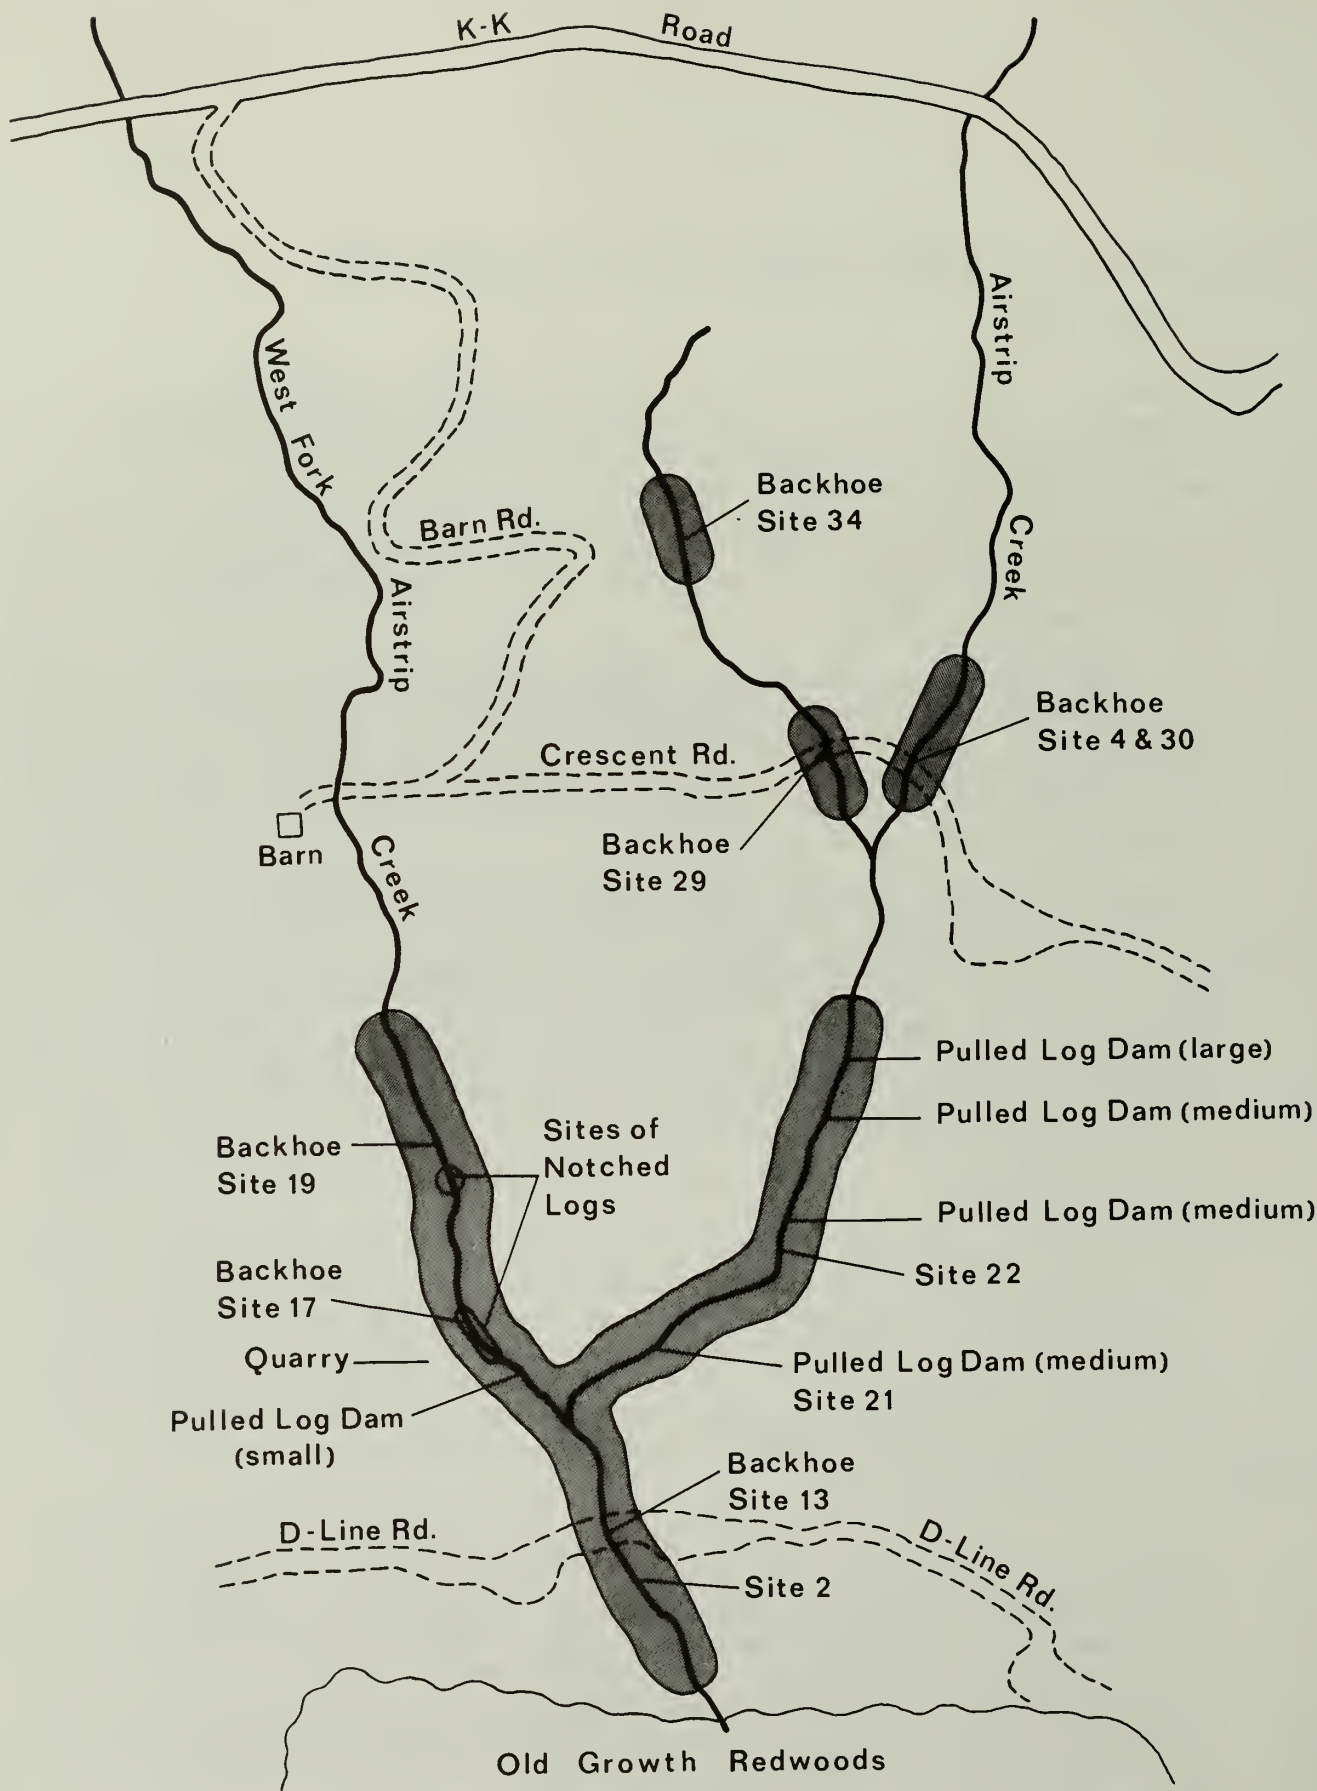 K-K Road
West Fork Airstrip Creek
Airstrip Creek
Backhoe
Site 34
Barn Rd.
Backhoe
Site 4 & 30
Crescent Rd.
Barn
Backhoe
Site 29
Pulled Log Dam (large)
Pulled Log Dam (medium)
Backhoe
Site 19
Sites of
Notched
Logs
Pulled Log Dam (medium)
Backhoe
Site 17
Site 22
Quarry
Pulled Log Dam (medium)
Site 21
Pulled Log Dam
(small)
Backhoe
Site 13
D-Line Rd.
D-Line Rd.
Site 2
Old Growth Redwoods